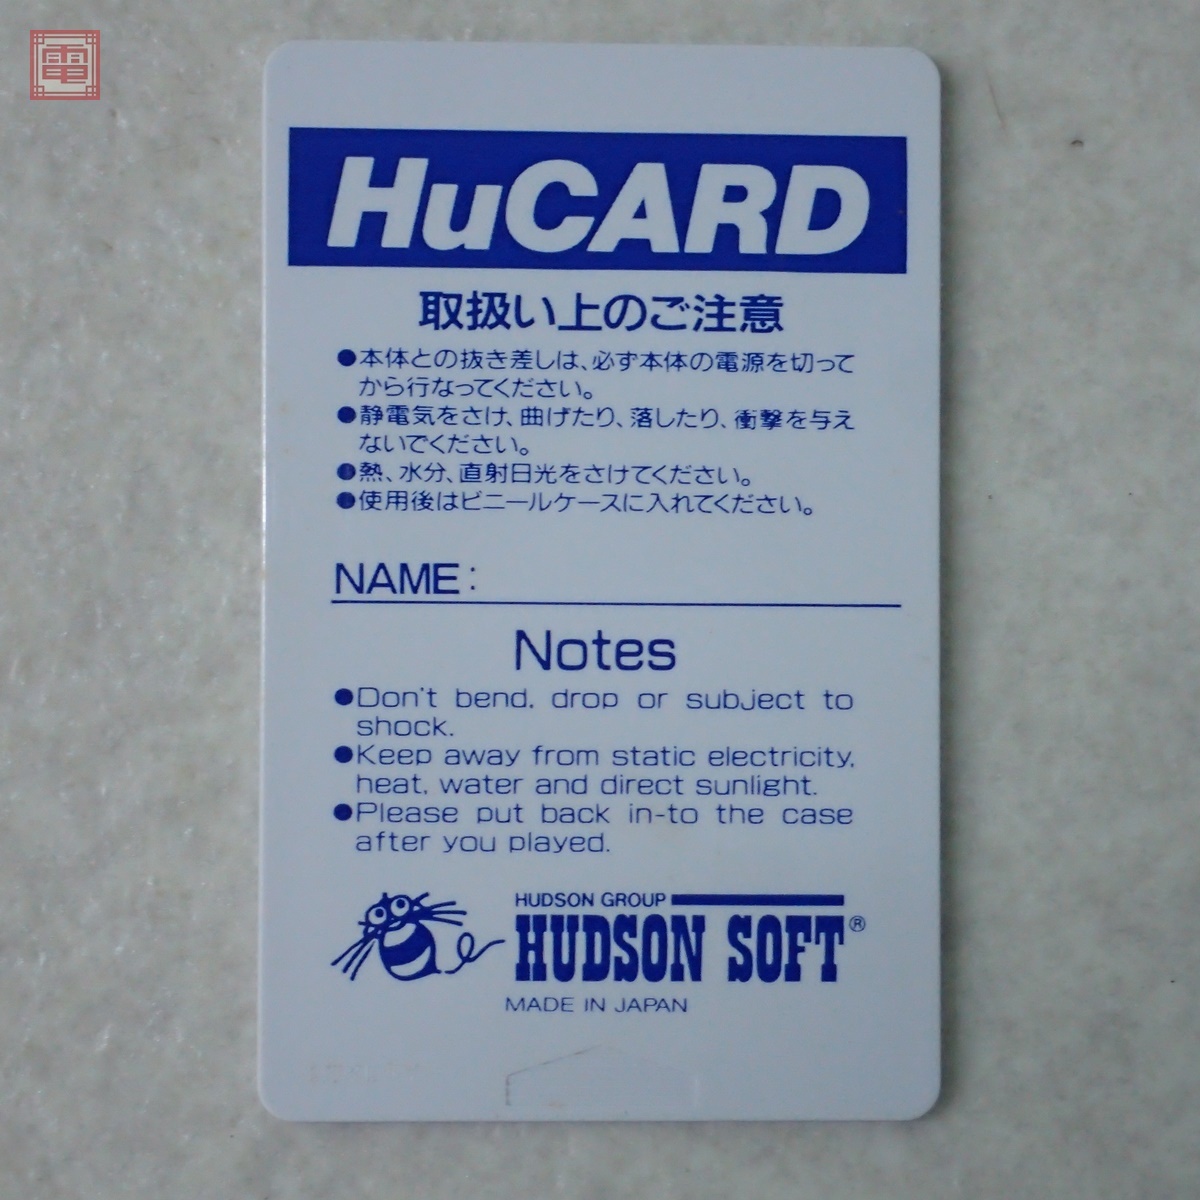 電
HuCARD
取扱い上のご注意
●本体との抜き差しは、必ず本体の電源を切って
から行なってください。
●静電気をさけ、曲げたり、落したり、衝撃を与え
ないでください。
●熱、水分、直射日光をさけてください。
●使用後はビニールケースに入れてください。
NAME:
Notes
●Don't bend, drop or subject to
shock.
●Keep away from static electricity,
heat, water and direct sunlight.
●Please put back in-to the case
after you played.
HUDSON GROUP
HUDSON SOFT®
MADE IN JAPAN